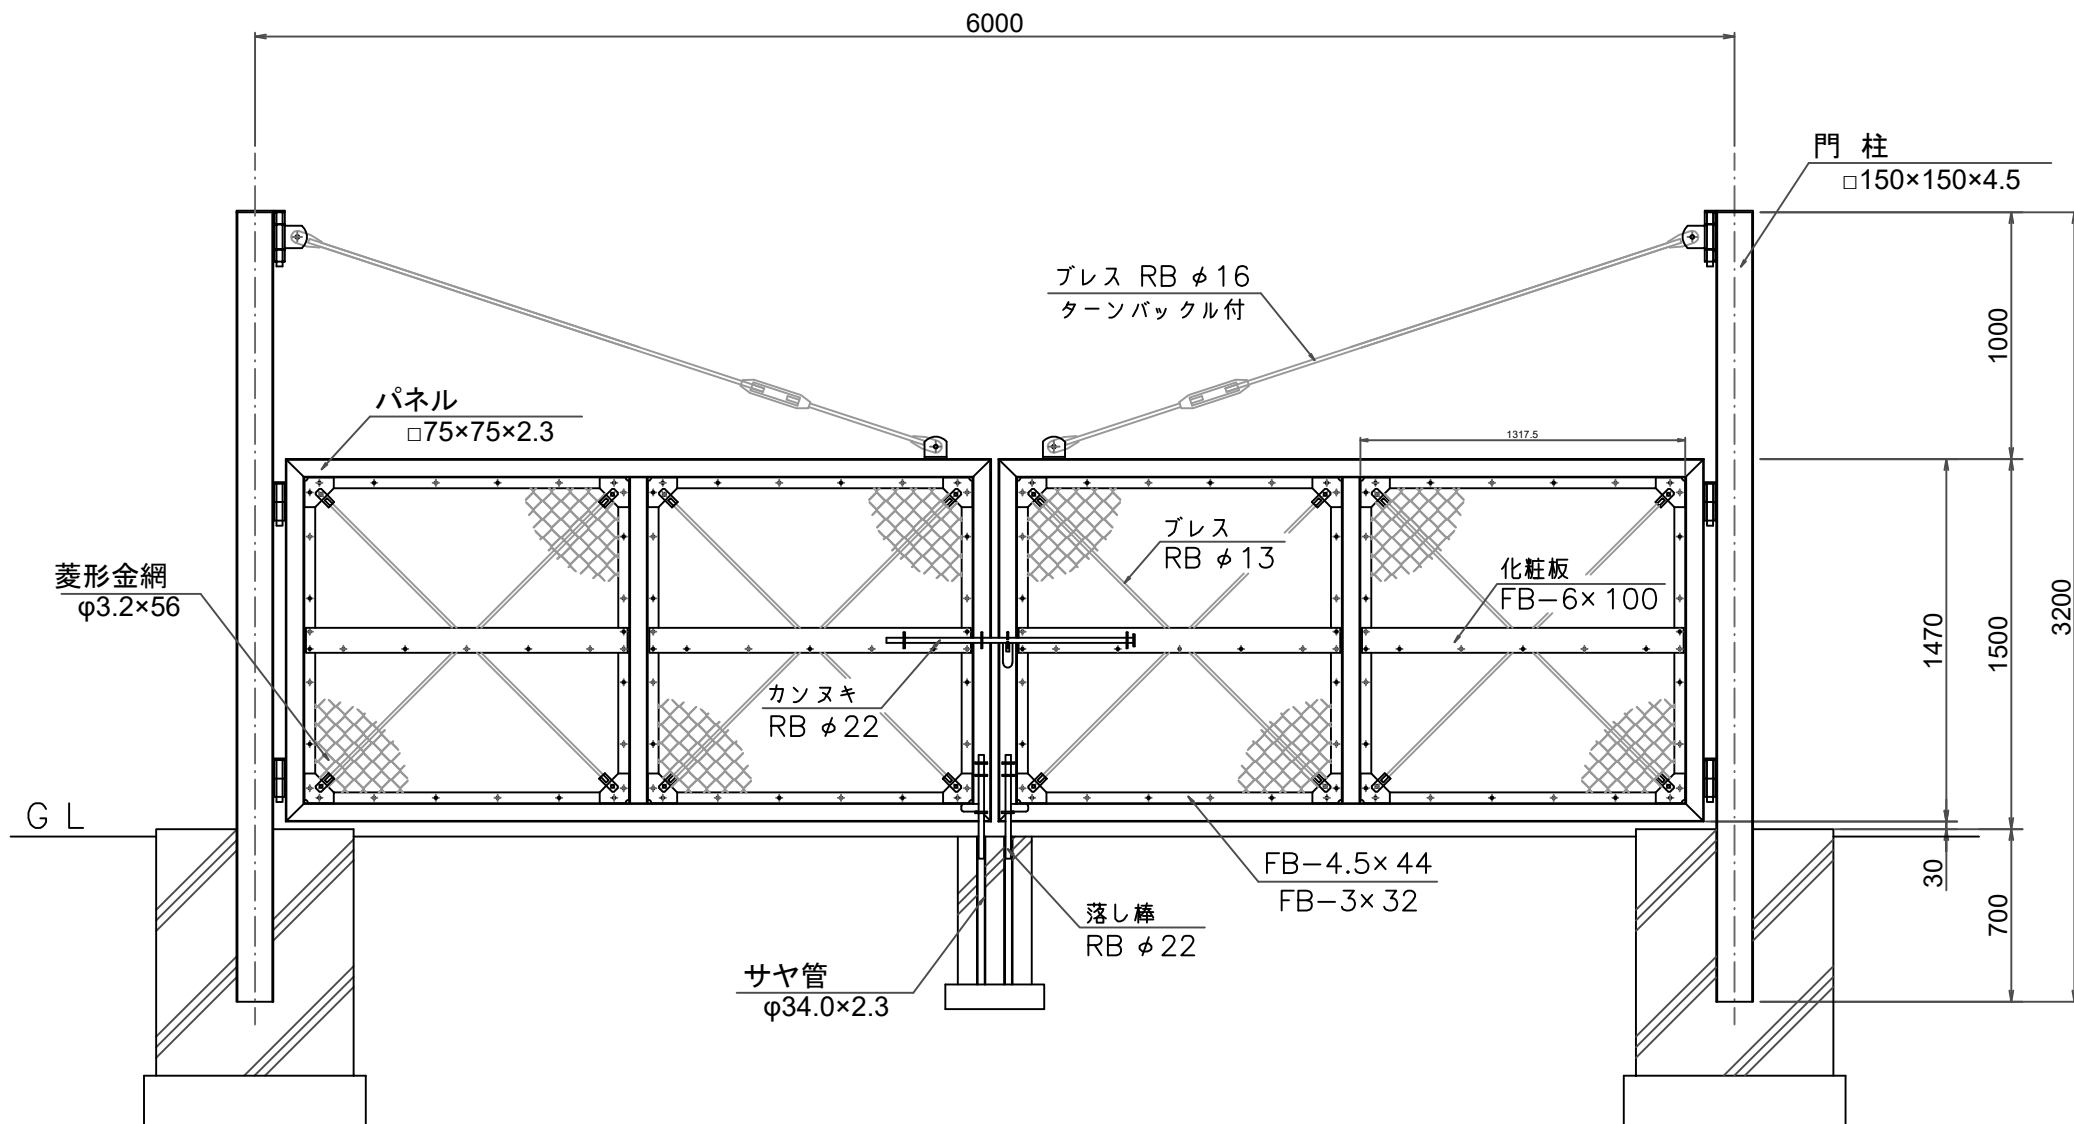 6000
門 柱
□150×150×4.5
ブレス RB φ16
ターンバックル付
1000
パネル
□75×75×2.3
1317.5
ブレス
RB φ13
菱形金網
φ3.2×56
化粧板
FB-6×100
3200
1470
1500
カンヌキ
RB φ22
GL
FB-4.5×44
FB-3×32
30
700
落し棒
RB φ22
サヤ管
φ34.0×2.3